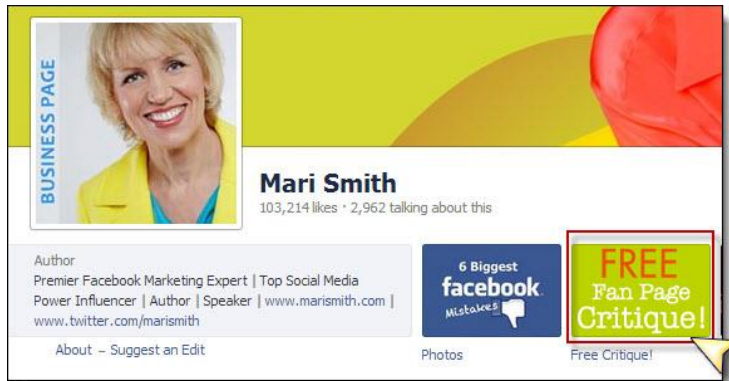 BUSINESS PAGE
Mari Smith
103,214 likes · 2,962 talking about this
Author
Premier Facebook Marketing Expert | Top Social Media
Power Influencer | Author | Speaker | www.marismith.com |
www.twitter.com/marismith
About – Suggest an Edit
6 Biggest
facebook
Mistakes
Photos
FREE
Fan Page
Critique!
Free Critique!